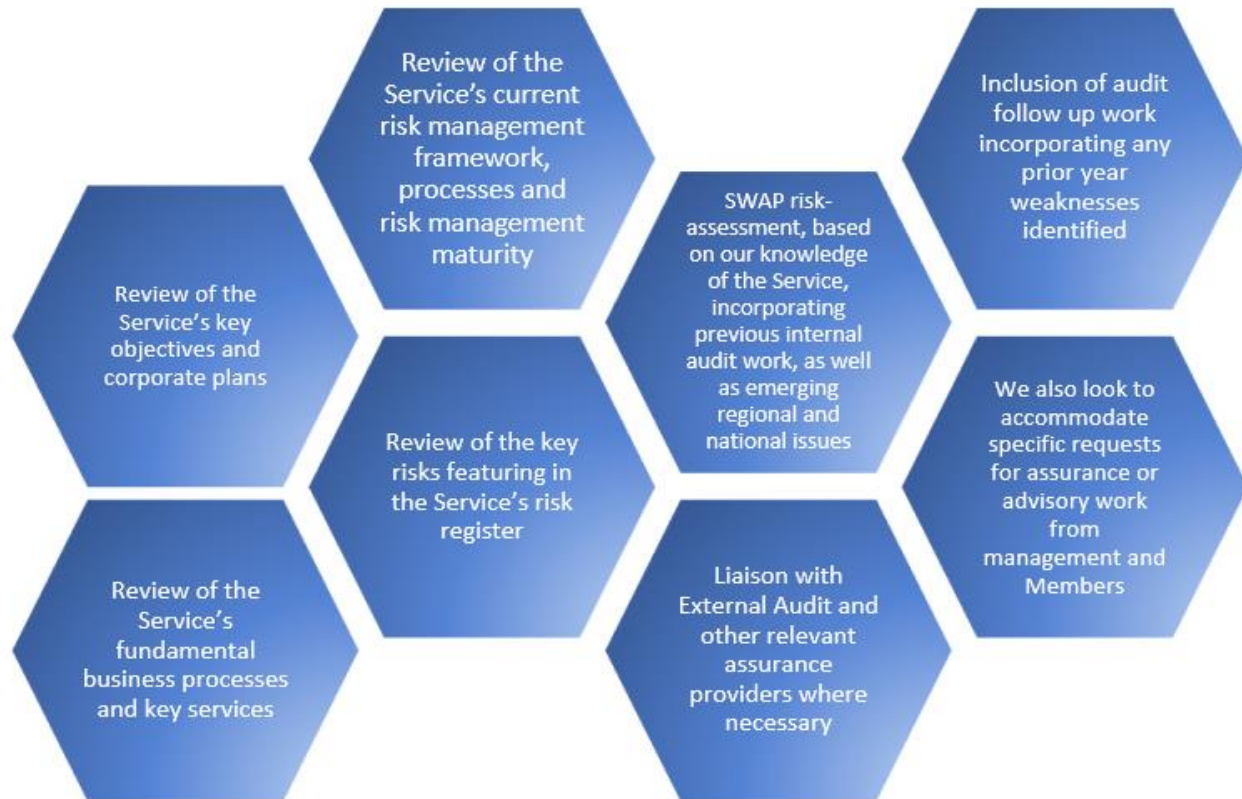 Review of the
Service's current
risk management
framework,
processes and
risk management
maturity
Inclusion of audit
follow up work
incorporating any
prior year
weaknesses
identified
SWAP risk-
assessment, based
on our knowledge
of the Service,
incorporating
previous internal
audit work, as well
as emerging
regional and
national issues
Review of the
Service's key
objectives and
corporate plans
Review of the key
risks featuring in
the Service's risk
register
We also look to
accommodate
specific requests
for assurance or
advisory work
from
management and
Members
Review of the
Service's
fundamental
business processes
and key services
Liaison with
External Audit and
other relevant
assurance
providers where
necessary